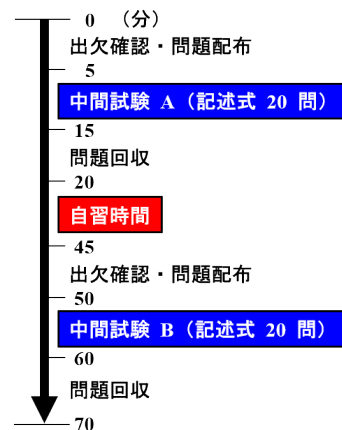 0 （分）
出欠確認・問題配布
5
中間試験 A（記述式 20 問）
15
問題回収
20
自習時間
45
出欠確認・問題配布
50
中間試験 B（記述式 20 問）
60
問題回収
70